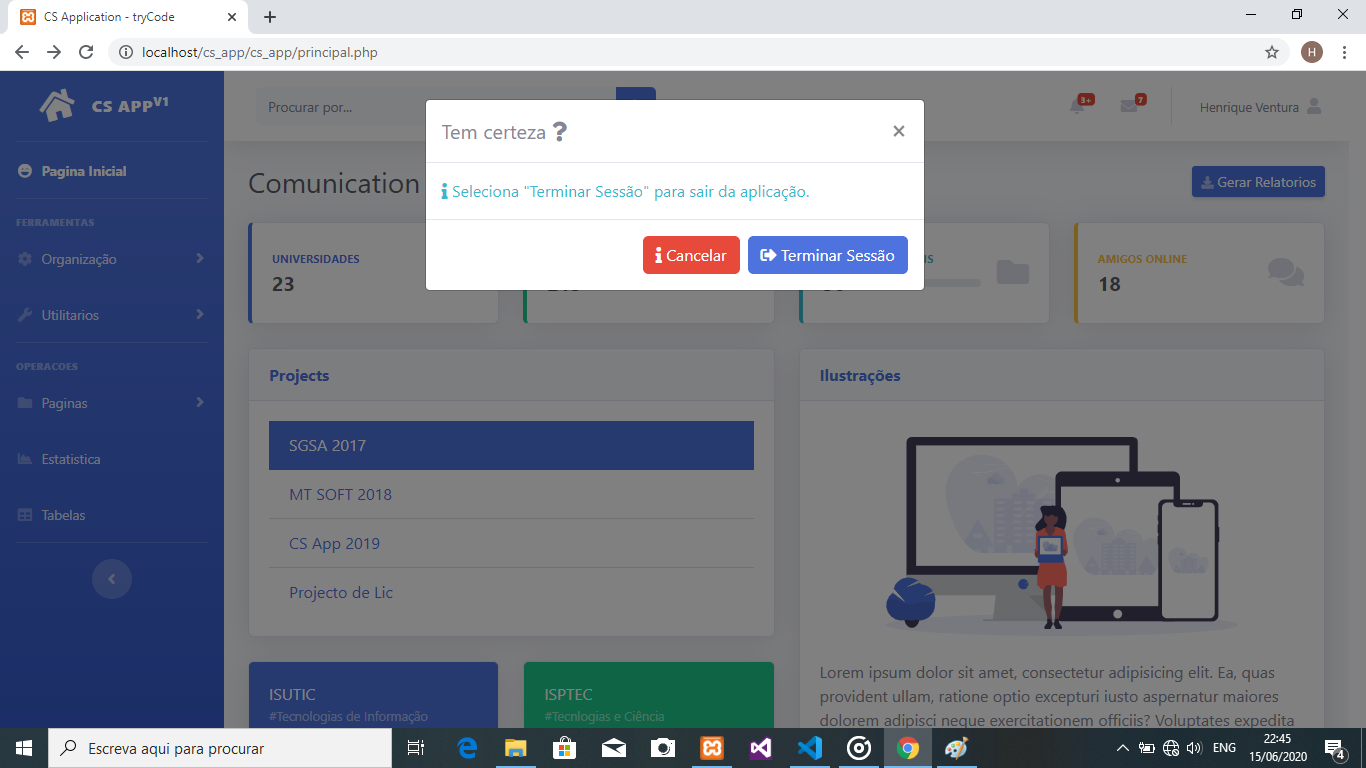 CS Application - tryCode
localhost/cs_app/cs_app/principal.php
H
CS APP V1
Procurar por...
3+
7
Henrique Ventura
Tem certeza ?
Seleciona "Terminar Sessão" para sair da aplicação.
Cancelar
Terminar Sessão
Pagina Inicial
FERRAMENTAS
Organização
Utilitarios
OPERACOES
Paginas
Estatistica
Tabelas
Comunication
Gerar Relatorios
UNIVERSIDADES
23
AMIGOS ONLINE
18
Projects
SGSA 2017
MT SOFT 2018
CS App 2019
Projecto de Lic
Ilustrações
Lorem ipsum dolor sit amet, consectetur adipisicing elit. Ea, quas
provident ullam, ratione optio excepturi iusto aspernatur maiores
dolorem adipisci neque exercitationem officiis? Voluptates expedita
ISUTIC
#Tecnologias de Informação
ISPTEC
#Tecnlogias e Ciência
Escreva aqui para procurar
ENG
22:45
15/06/2020
4